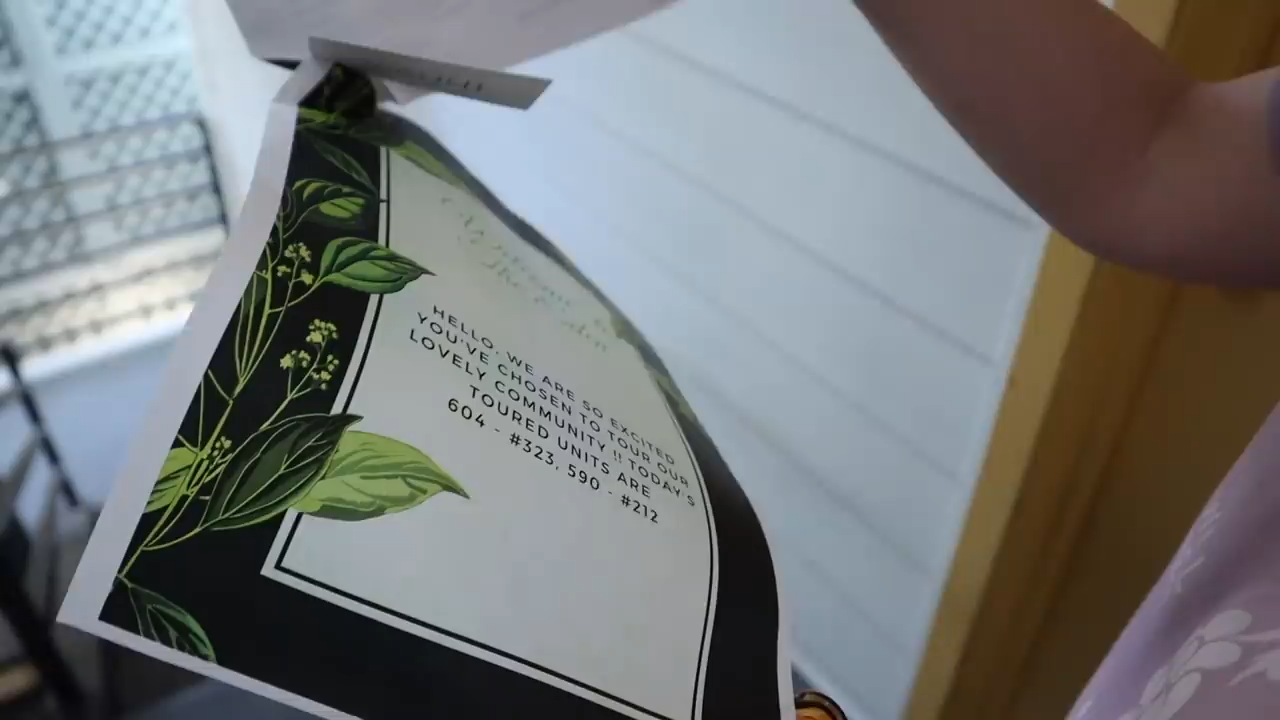 HELLO, WE ARE SO EXCITED
YOU'VE CHOSEN TO TOUR OUR
LOVELY COMMUNITY !! TODAY'S
TOURED UNITS ARE
604 - #323, 590 - #212